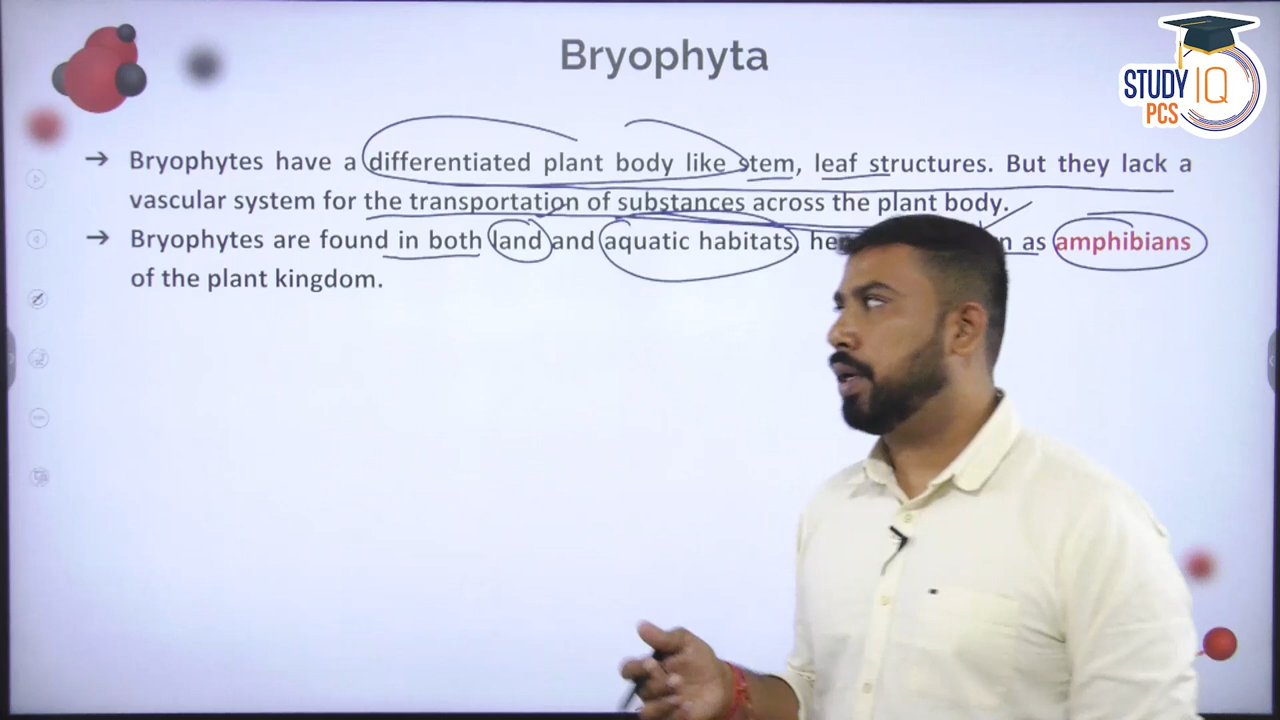 Bryophyta
STUDY IQ
PCS
→ Bryophytes have a differentiated plant body like stem, leaf structures. But they lack a
vascular system for the transportation of substances across the plant body.
→ Bryophytes are found in both land and aquatic habitats, as amphibians
of the plant kingdom.